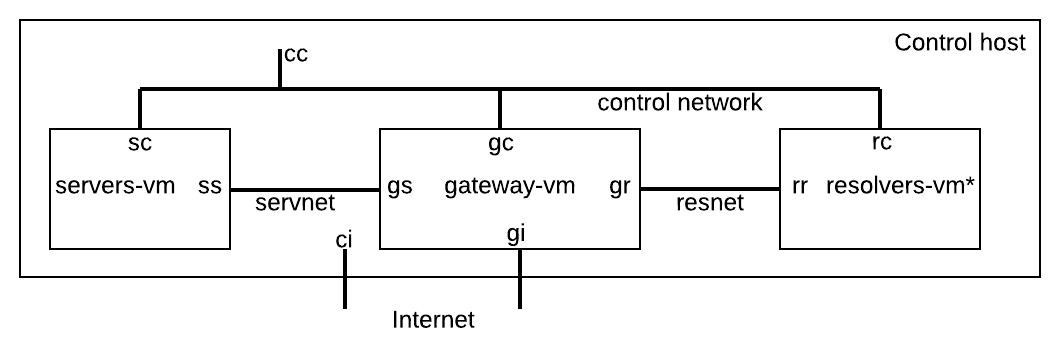 Control host
cc
control network
sc
gc
rc
servers-vm
ss
gs
gateway-vm
gr
rr
resolvers-vm*
servnet
resnet
ci
gi
Internet